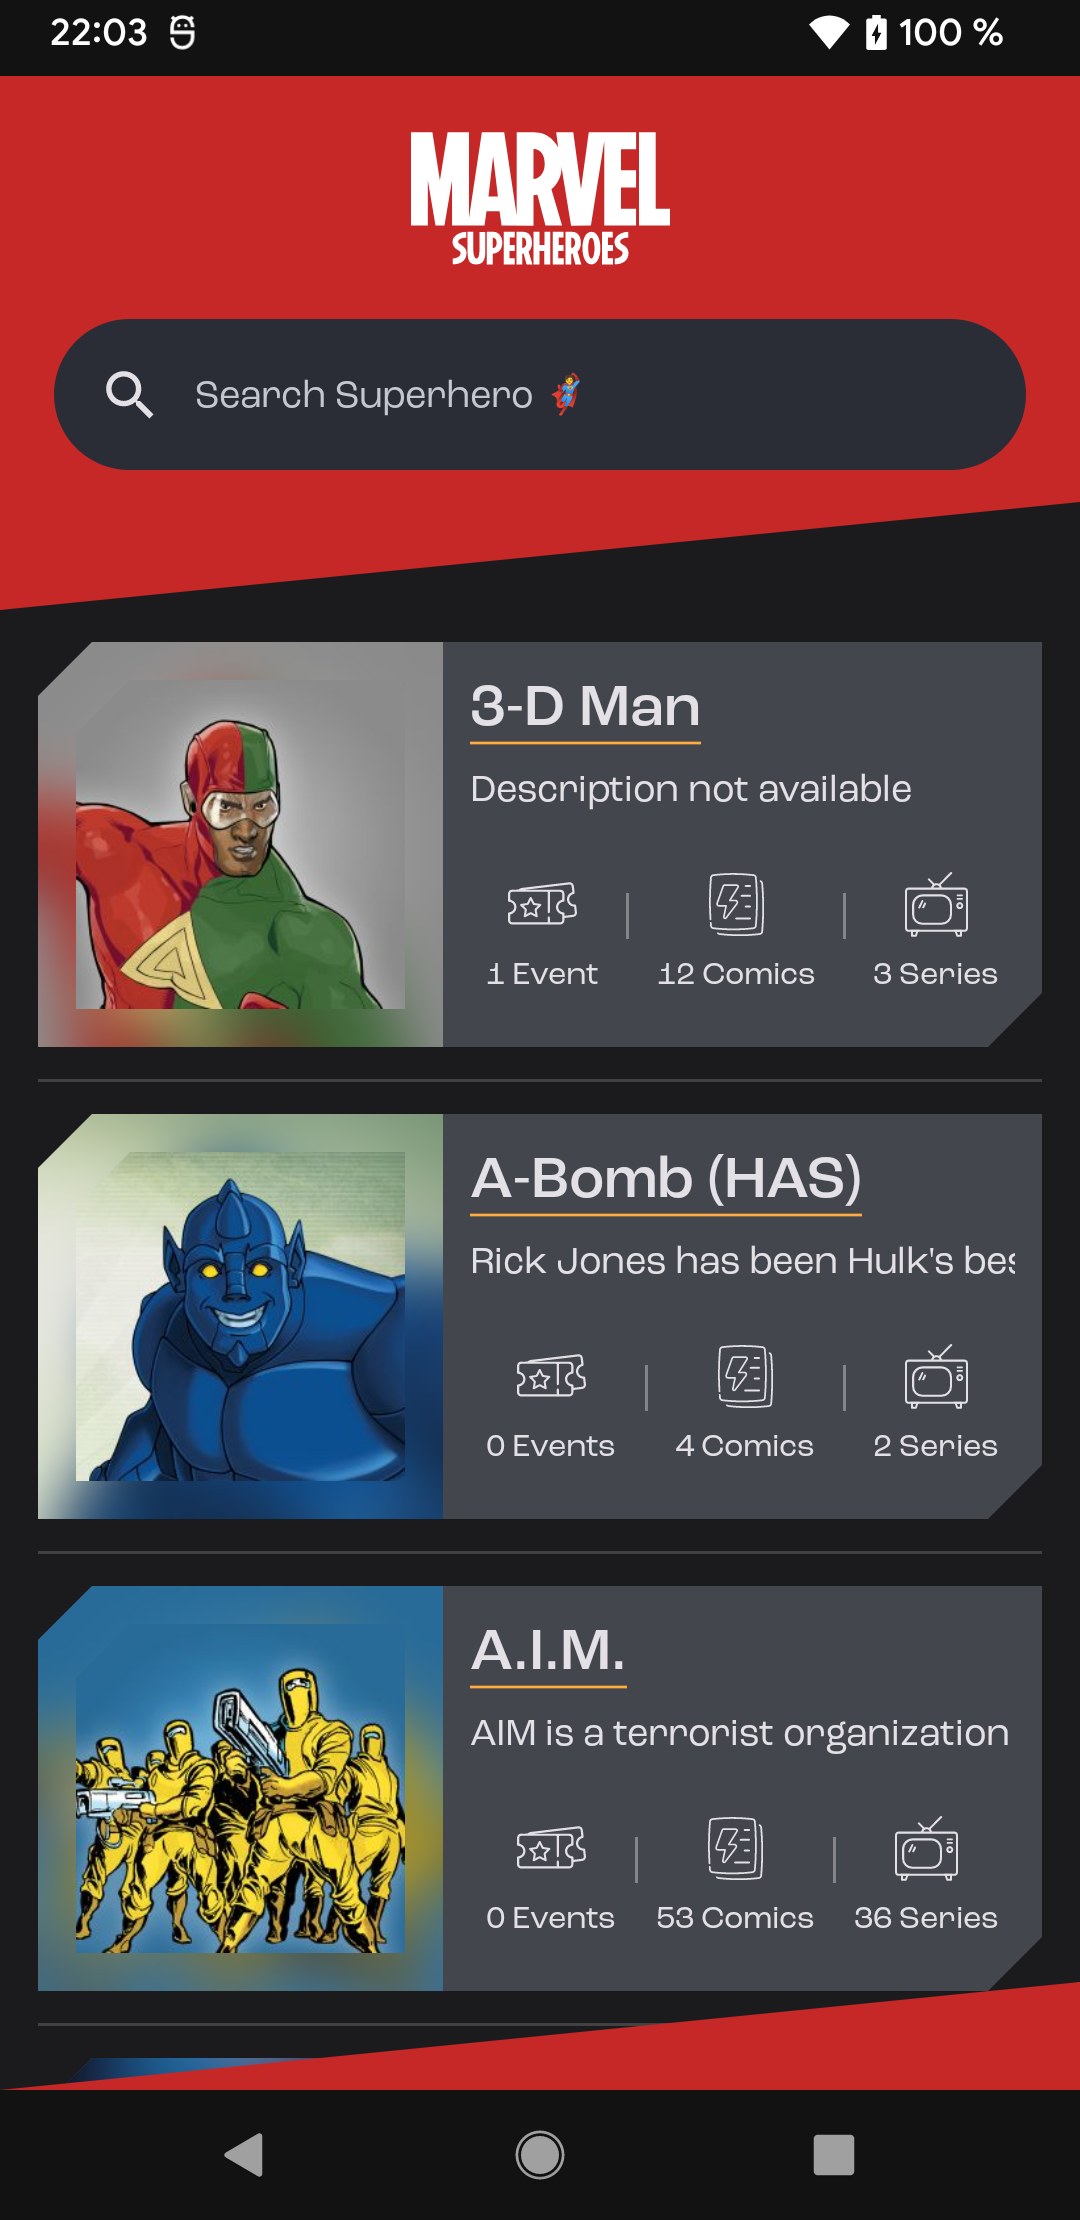 22:03
100 %
MARVEL
SUPERHEROES
Search Superhero 🦸
3-D Man
Description not available
1 Event
12 Comics
3 Series
A-Bomb (HAS)
Rick Jones has been Hulk's bes
0 Events
4 Comics
2 Series
A.I.M.
AIM is a terrorist organization
0 Events
53 Comics
36 Series